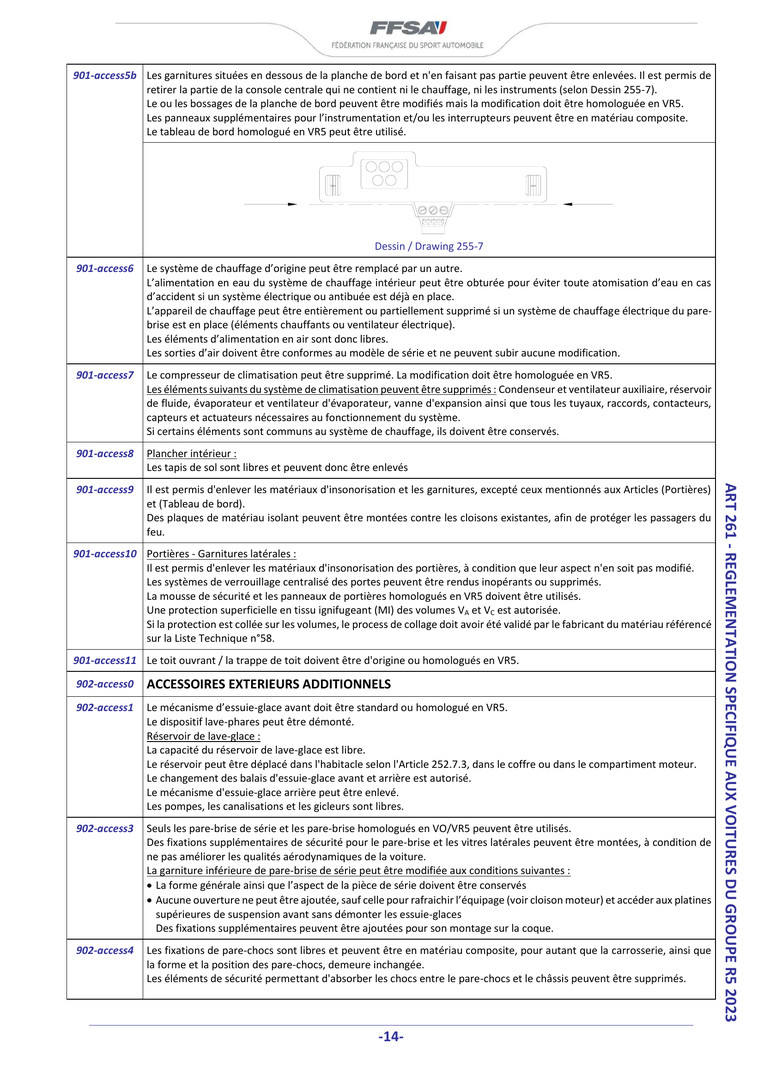 FFSA
FÉDÉRATION FRANÇAISE DU SPORT AUTOMOBILE
901-access5b
Les garnitures situées en dessous de la planche de bord et n'en faisant pas partie peuvent être enlevées. Il est permis de
retirer la partie de la console centrale qui ne contient ni le chauffage, ni les instruments (selon Dessin 255-7).
Le ou les bossages de la planche de bord peuvent être modifiés mais la modification doit être homologuée en VR5.
Les panneaux supplémentaires pour l'instrumentation et/ou les interrupteurs peuvent être en matériau composite.
Le tableau de bord homologué en VR5 peut être utilisé.
Dessin / Drawing 255-7
901-access6
Le système de chauffage d'origine peut être remplacé par un autre.
L'alimentation en eau du système de chauffage intérieur peut être obturée pour éviter toute atomisation d'eau en cas
d'accident si un système électrique ou antibuée est déjà en place.
L'appareil de chauffage peut être entièrement ou partiellement supprimé si un système de chauffage électrique du pare-
brise est en place (éléments chauffants ou ventilateur électrique).
Les éléments d'alimentation en air sont donc libres.
Les sorties d'air doivent être conformes au modèle de série et ne peuvent subir aucune modification.
901-access7
Le compresseur de climatisation peut être supprimé. La modification doit être homologuée en VR5.
Les éléments suivants du système de climatisation peuvent être supprimés : Condenseur et ventilateur auxiliaire, réservoir
de fluide, évaporateur et ventilateur d'évaporateur, vanne d'expansion ainsi que tous les tuyaux, raccords, contacteurs,
capteurs et actuateurs nécessaires au fonctionnement du système.
Si certains éléments sont communs au système de chauffage, ils doivent être conservés.
901-access8
Plancher intérieur :
Les tapis de sol sont libres et peuvent donc être enlevés
901-access9
Il est permis d'enlever les matériaux d'insonorisation et les garnitures, excepté ceux mentionnés aux Articles (Portières)
et (Tableau de bord).
Des plaques de matériau isolant peuvent être montées contre les cloisons existantes, afin de protéger les passagers du
feu.
901-access10
Portières - Garnitures latérales :
Il est permis d'enlever les matériaux d'insonorisation des portières, à condition que leur aspect n'en soit pas modifié.
Les systèmes de verrouillage centralisé des portes peuvent être rendus inopérants ou supprimés.
La mousse de sécurité et les panneaux de portières homologués en VR5 doivent être utilisés.
Une protection superficielle en tissu ignifugeant (MI) des volumes VA et VC est autorisée.
Si la protection est collée sur les volumes, le process de collage doit avoir été validé par le fabricant du matériau référencé
sur la Liste Technique n°58.
901-access11
Le toit ouvrant / la trappe de toit doivent être d'origine ou homologués en VR5.
902-access0
ACCESSOIRES EXTERIEURS ADDITIONNELS
902-access1
Le mécanisme d'essuie-glace avant doit être standard ou homologué en VR5.
Le dispositif lave-phares peut être démonté.
Réservoir de lave-glace :
La capacité du réservoir de lave-glace est libre.
Le réservoir peut être déplacé dans l'habitacle selon l'Article 252.7.3, dans le coffre ou dans le compartiment moteur.
Le changement des balais d'essuie-glace avant et arrière est autorisé.
Le mécanisme d'essuie-glace arrière peut être enlevé.
Les pompes, les canalisations et les gicleurs sont libres.
902-access3
Seuls les pare-brise de série et les pare-brise homologués en VO/VR5 peuvent être utilisés.
Des fixations supplémentaires de sécurité pour le pare-brise et les vitres latérales peuvent être montées, à condition de
ne pas améliorer les qualités aérodynamiques de la voiture.
La garniture inférieure de pare-brise de série peut être modifiée aux conditions suivantes :
• La forme générale ainsi que l'aspect de la pièce de série doivent être conservés
• Aucune ouverture ne peut être ajoutée, sauf celle pour rafraichir l'équipage (voir cloison moteur) et accéder aux platines
supérieures de suspension avant sans démonter les essuie-glaces
Des fixations supplémentaires peuvent être ajoutées pour son montage sur la coque.
902-access4
Les fixations de pare-chocs sont libres et peuvent être en matériau composite, pour autant que la carrosserie, ainsi que
la forme et la position des pare-chocs, demeure inchangée.
Les éléments de sécurité permettant d'absorber les chocs entre le pare-chocs et le châssis peuvent être supprimés.
ART 261 - REGLEMENTATION SPECIFIQUE AUX VOITURES DU GROUPE R5 2023
-14-